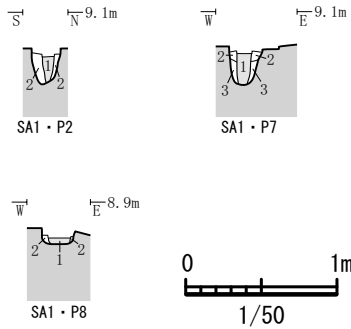 S N 9.1m
1
2 2
SA1・P2
W E 9.1m
2 1 2
3 3
SA1・P7
W E 8.9m
2 2
1
SA1・P8
0 1m
1/50